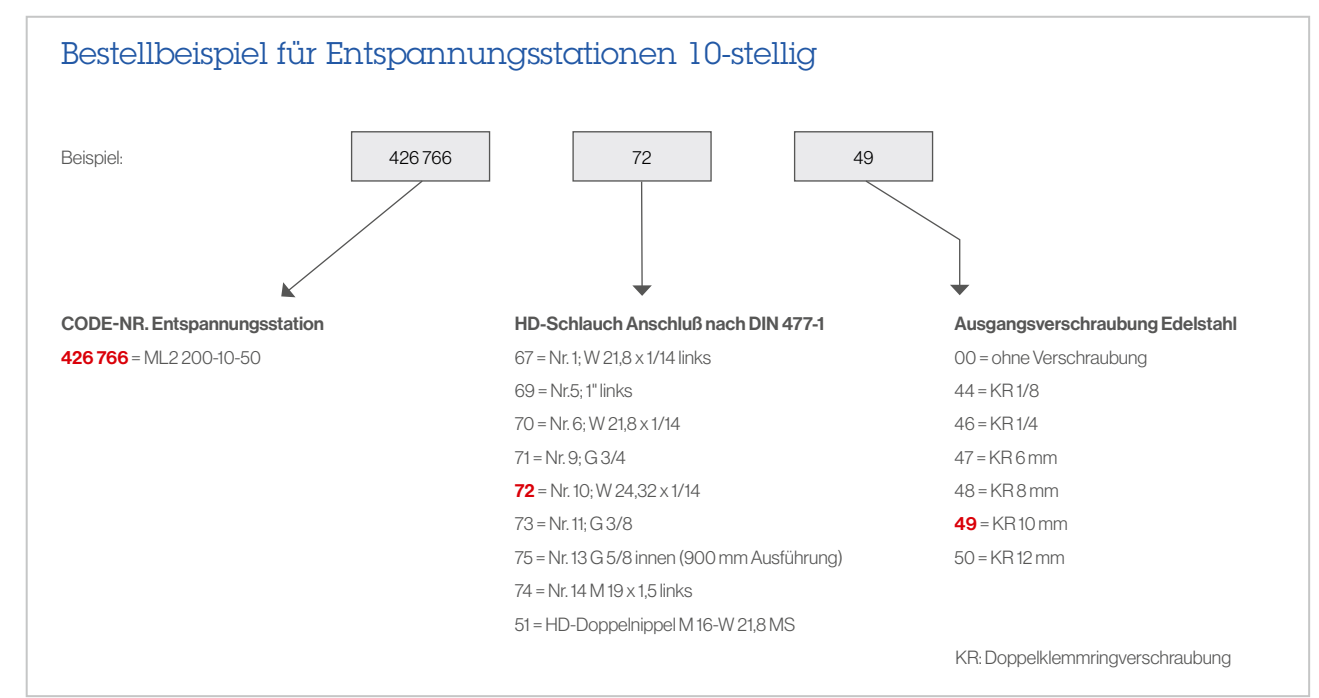 Bestellbeispiel für Entspannungsstationen 10-stellig
Beispiel:
426 766
72
49
CODE-NR. Entspannungsstation
426 766 = ML2 200-10-50
HD-Schlauch Anschluß nach DIN 477-1
67 = Nr. 1; W 21,8 x 1/14 links
69 = Nr.5; 1" links
70 = Nr. 6; W 21,8 x 1/14
71 = Nr. 9; G 3/4
72 = Nr. 10; W 24,32 x 1/14
73 = Nr. 11; G 3/8
75 = Nr. 13 G 5/8 innen (900 mm Ausführung)
74 = Nr. 14 M 19 x 1,5 links
51 = HD-Doppelnippel M 16-W 21,8 MS
Ausgangsverschraubung Edelstahl
00 = ohne Verschraubung
44 = KR 1/8
46 = KR 1/4
47 = KR 6 mm
48 = KR 8 mm
49 = KR 10 mm
50 = KR 12 mm
KR: Doppelklemmringverschraubung